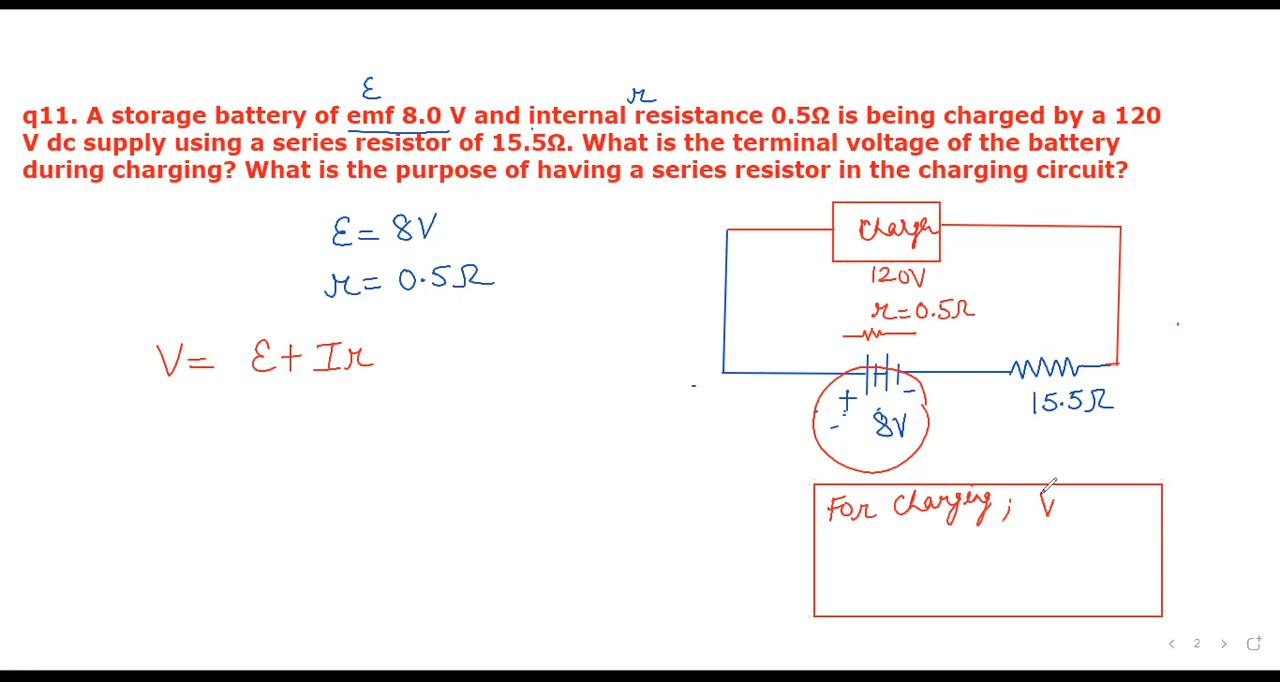 ε r
q11. A storage battery of emf 8.0 V and internal resistance 0.5Ω is being charged by a 120
V dc supply using a series resistor of 15.5Ω. What is the terminal voltage of the battery
during charging? What is the purpose of having a series resistor in the charging circuit?
ε = 8V
r = 0.5Ω
V = ε + Ir
Charger
120V
r = 0.5Ω
+ -
- 8V
15.5Ω
For Charging; V
2